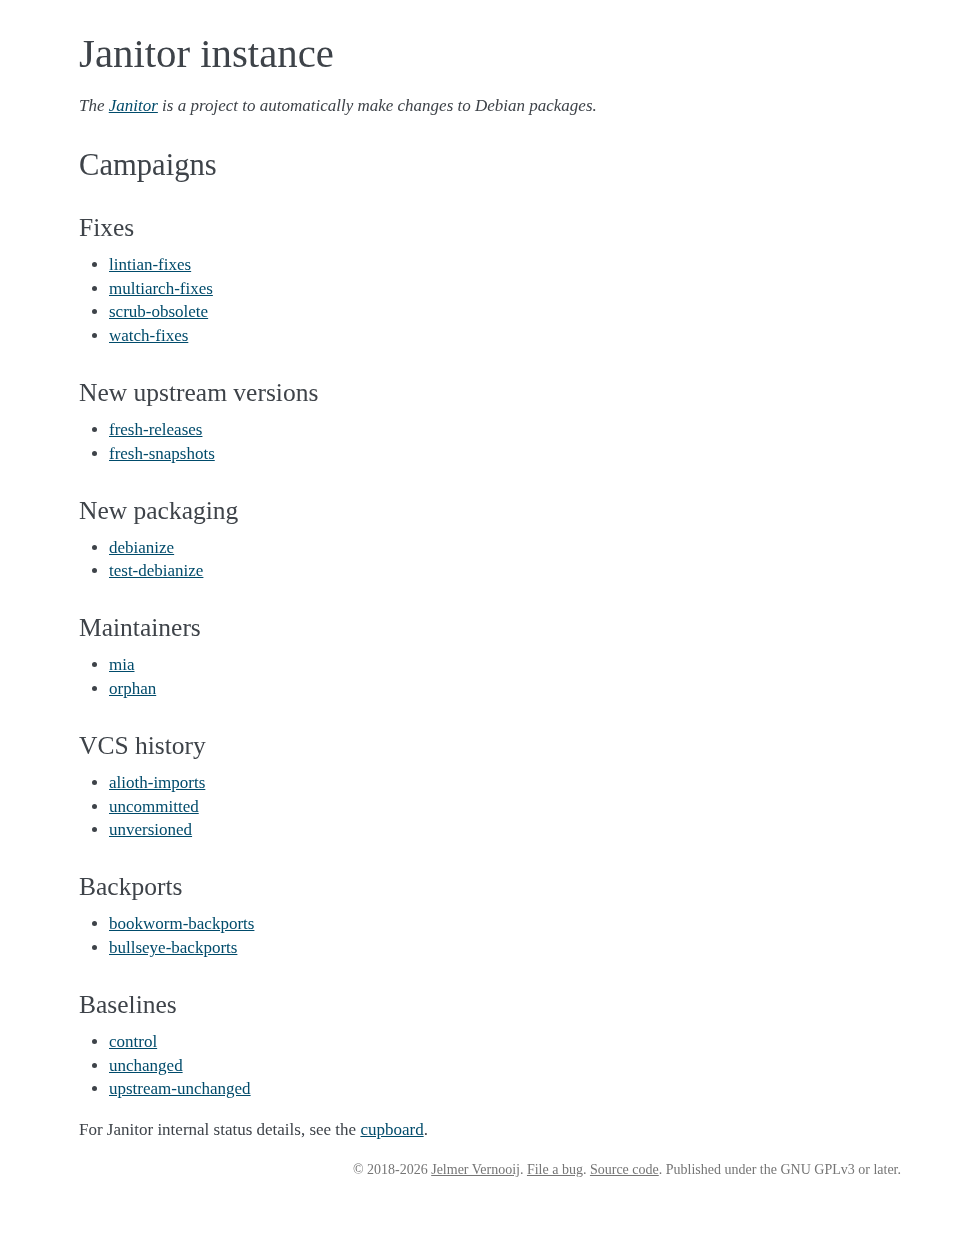 Janitor instance
The Janitor is a project to automatically make changes to Debian packages.
Campaigns
Fixes
lintian-fixes
multiarch-fixes
scrub-obsolete
watch-fixes
New upstream versions
fresh-releases
fresh-snapshots
New packaging
debianize
test-debianize
Maintainers
mia
orphan
VCS history
alioth-imports
uncommitted
unversioned
Backports
bookworm-backports
bullseye-backports
Baselines
control
unchanged
upstream-unchanged
For Janitor internal status details, see the cupboard.
© 2018-2026 Jelmer Vernooij. File a bug. Source code. Published under the GNU GPLv3 or later.